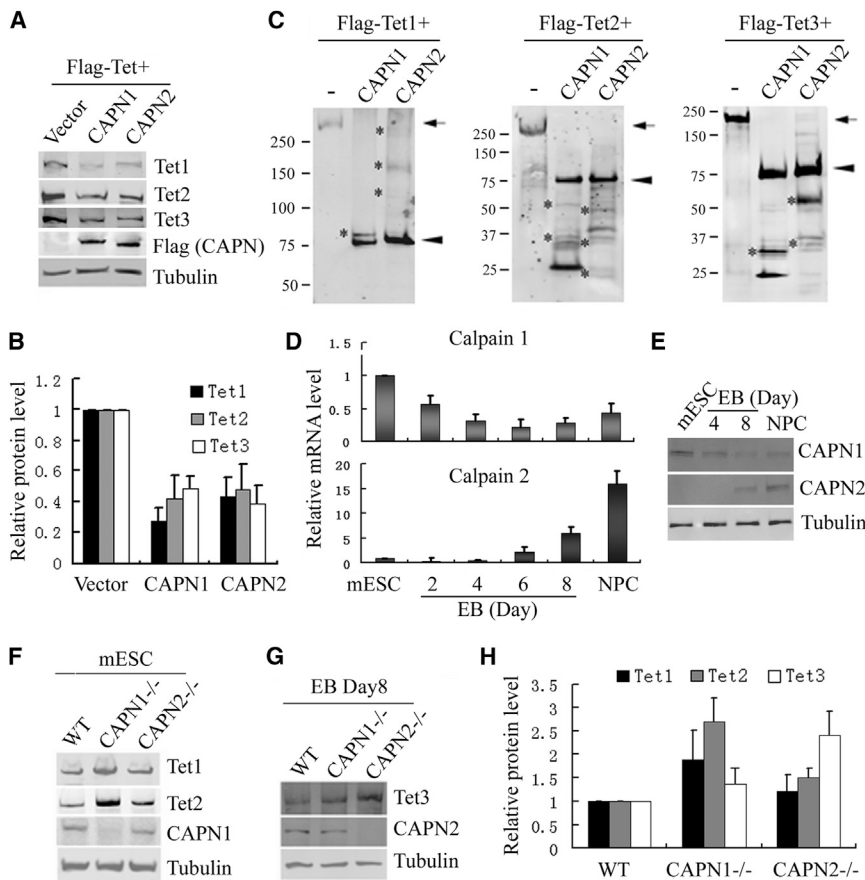 A
Flag-Tet+
Vector CAPN1 CAPN2
Tet1
Tet2
Tet3
Flag (CAPN)
Tubulin
C
Flag-Tet1+ Flag-Tet2+ Flag-Tet3+
- CAPN1 CAPN2 - CAPN1 CAPN2 - CAPN1 CAPN2
250
150
100
75
50
* * * *
250
150
75
50
37
25
* * * *
250
150
75
50
37
25
* * *
B
Relative protein level
1.2
1
0.8
0.6
0.4
0.2
0
Tet1
Tet2
Tet3
Vector CAPN1 CAPN2
D
Relative mRNA level
Calpain 1
1.5
1
0.5
0
Calpain 2
20
15
10
5
0
mESC 2 4 6 8 NPC
EB (Day)
E
mESC EB (Day) NPC
4 8
CAPN1
CAPN2
Tubulin
F
mESC
WT CAPN1-/- CAPN2-/-
Tet1
Tet2
CAPN1
Tubulin
G
EB Day8
WT CAPN1-/- CAPN2-/-
Tet3
CAPN2
Tubulin
H
Relative protein level
Tet1 Tet2 Tet3
3.5
3
2.5
2
1.5
1
0.5
0
WT CAPN1-/- CAPN2-/-